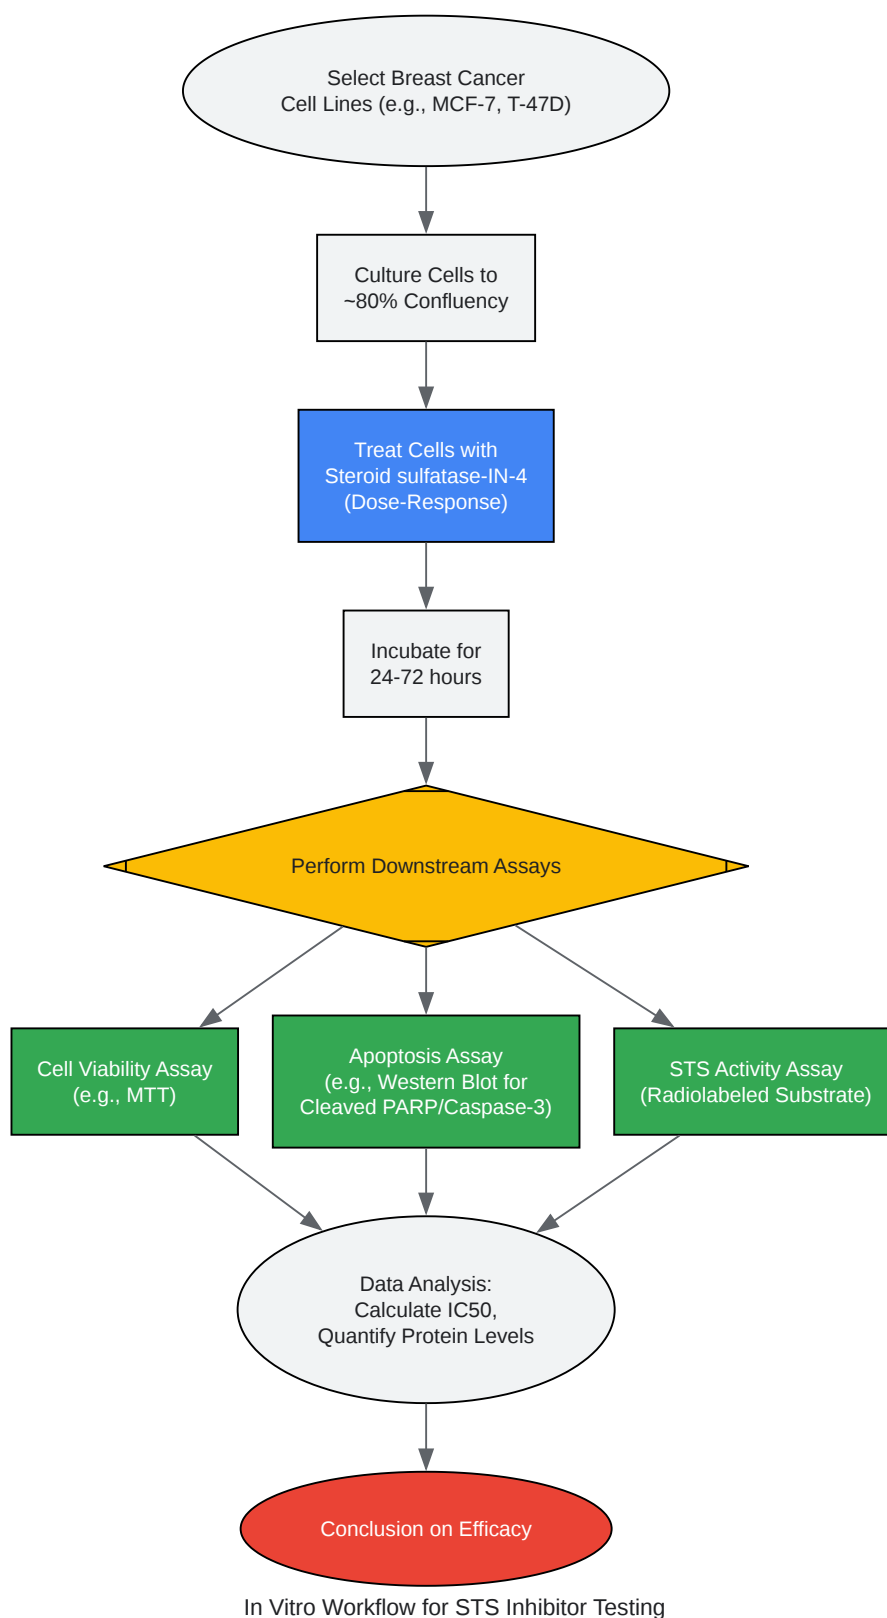 Select Breast Cancer
Cell Lines (e.g., MCF-7, T-47D)
Culture Cells to
~80% Confluency
Treat Cells with
Steroid sulfatase-IN-4
(Dose-Response)
Incubate for
24-72 hours
Perform Downstream Assays
Cell Viability Assay
(e.g., MTT)
Apoptosis Assay
(e.g., Western Blot for
Cleaved PARP/Caspase-3)
STS Activity Assay
(Radiolabeled Substrate)
Data Analysis:
Calculate IC50,
Quantify Protein Levels
Conclusion on Efficacy
In Vitro Workflow for STS Inhibitor Testing